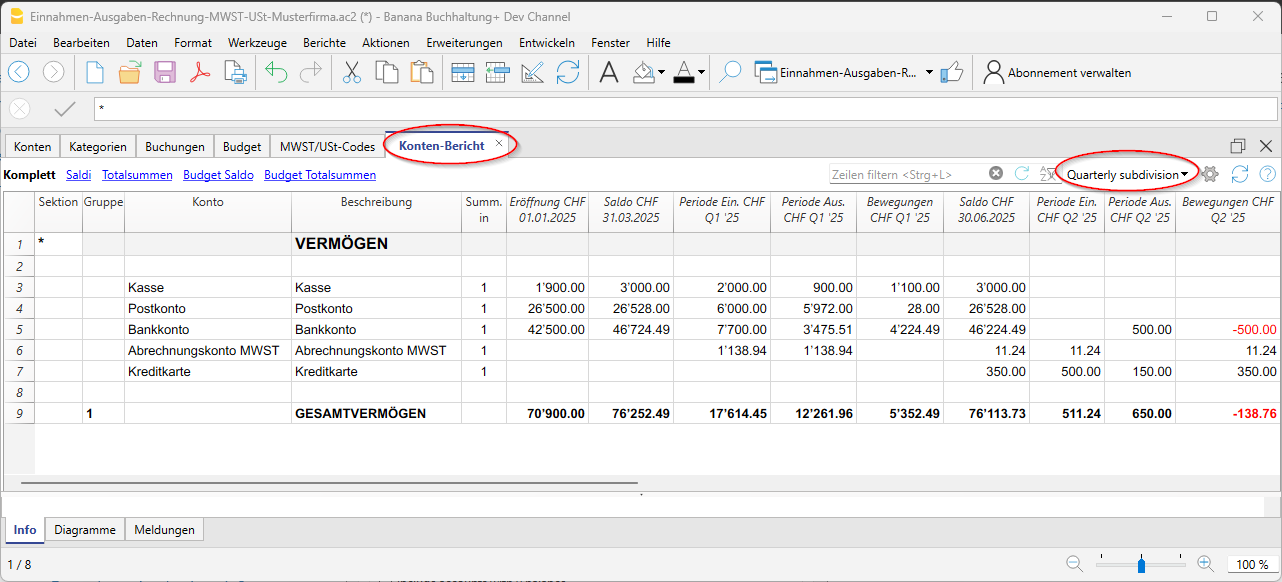 Einnahmen-Ausgaben-Rechnung-MWST-USt-Musterfirma.ac2 (*) - Banana Buchhaltung+ Dev Channel
Datei Bearbeiten Daten Format Werkzeuge Berichte Aktionen Erweiterungen Entwickeln Fenster Hilfe
A A Einnahmen-Ausgaben-R... Abonnement verwalten
*
Konten Kategorien Buchungen Budget MWST/USt-Codes Konten-Bericht
Komplett Saldi Totalsummen Budget Saldo Budget Totalsummen Zeilen filtern <Strg+L> Quarterly subdivision
Sektion Gruppe Konto Beschreibung Summ. Eröffnung CHF Saldo CHF Periode Ein. CHF Periode Aus. Bewegungen Saldo CHF Periode Ein. Periode Aus. Bewegungen CHF
in 01.01.2025 31.03.2025 Q1 '25 CHF Q1 '25 CHF Q1 '25 30.06.2025 CHF Q2 '25 CHF Q2 '25 Q2 '25
1 * VERMÖGEN
2
3 Kasse Kasse 1 1'900.00 3'000.00 2'000.00 900.00 1'100.00 3'000.00
4 Postkonto Postkonto 1 26'500.00 26'528.00 6'000.00 5'972.00 28.00 26'528.00
5 Bankkonto Bankkonto 1 42'500.00 46'724.49 7'700.00 3'475.51 4'224.49 46'224.49 500.00 -500.00
6 Abrechnungskonto MWST Abrechnungskonto MWST 1 1'138.94 1'138.94 11.24 11.24 11.24
7 Kreditkarte Kreditkarte 1 350.00 500.00 150.00 350.00
8
9 1 GESAMTVERMÖGEN 70'900.00 76'252.49 17'614.45 12'261.96 5'352.49 76'113.73 511.24 650.00 -138.76
Info Diagramme Meldungen
1 / 8 100 %